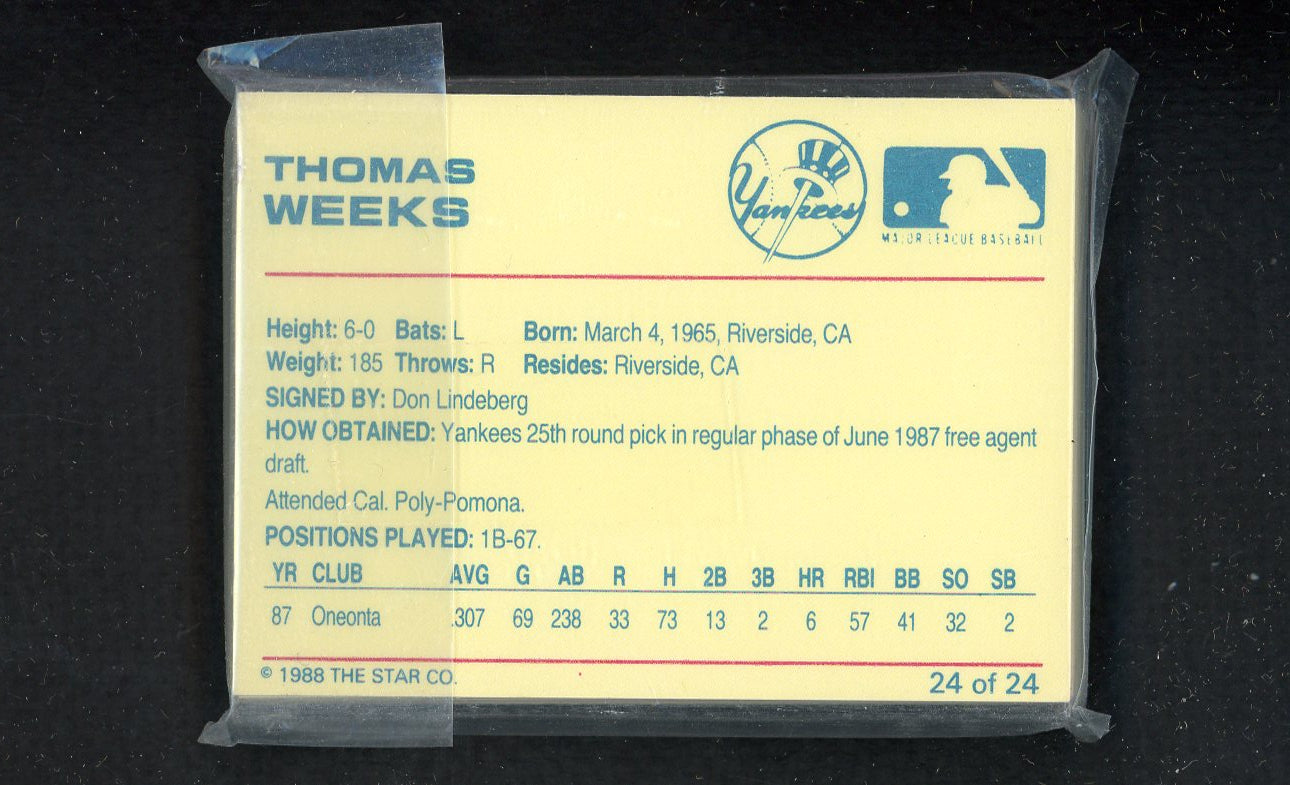 THOMAS
WEEKS
Yankees
MAJOR LEAGUE BASEBALL
Height: 6-0 Bats: L Born: March 4, 1965, Riverside, CA
Weight: 185 Throws: R Resides: Riverside, CA
SIGNED BY: Don Lindeberg
HOW OBTAINED: Yankees 25th round pick in regular phase of June 1987 free agent
draft.
Attended Cal. Poly-Pomona.
POSITIONS PLAYED: 1B-67.
YR CLUB AVG G AB R H 2B 3B HR RBI BB SO SB
87 Oneonta .307 69 238 33 73 13 2 6 57 41 32 2
© 1988 THE STAR CO.
24 of 24